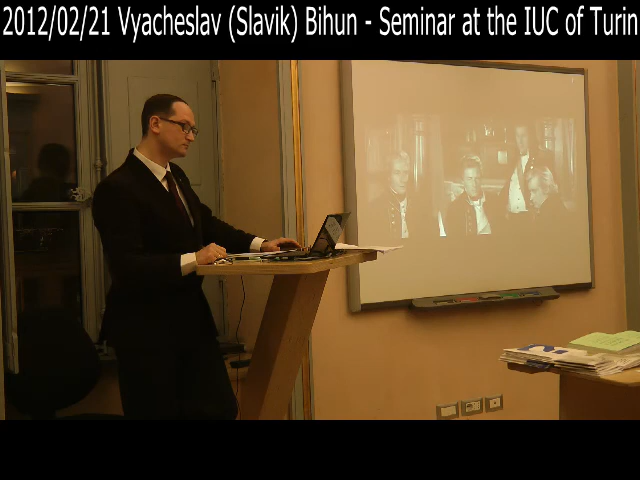 2012/02/21 Vyacheslav (Slavik) Bihun - Seminar at the IUC of Turin